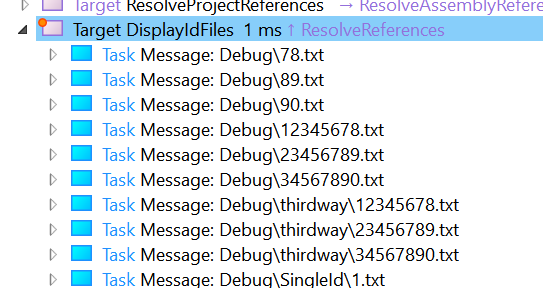 Target ResolveProjectReferences → ResolveAssemblyRefere
Target DisplayIdFiles 1 ms ↑ ResolveReferences
Task Message: Debug\78.txt
Task Message: Debug\89.txt
Task Message: Debug\90.txt
Task Message: Debug\12345678.txt
Task Message: Debug\23456789.txt
Task Message: Debug\34567890.txt
Task Message: Debug\thirdway\12345678.txt
Task Message: Debug\thirdway\23456789.txt
Task Message: Debug\thirdway\34567890.txt
Task Message: Debug\SingleId\1.txt